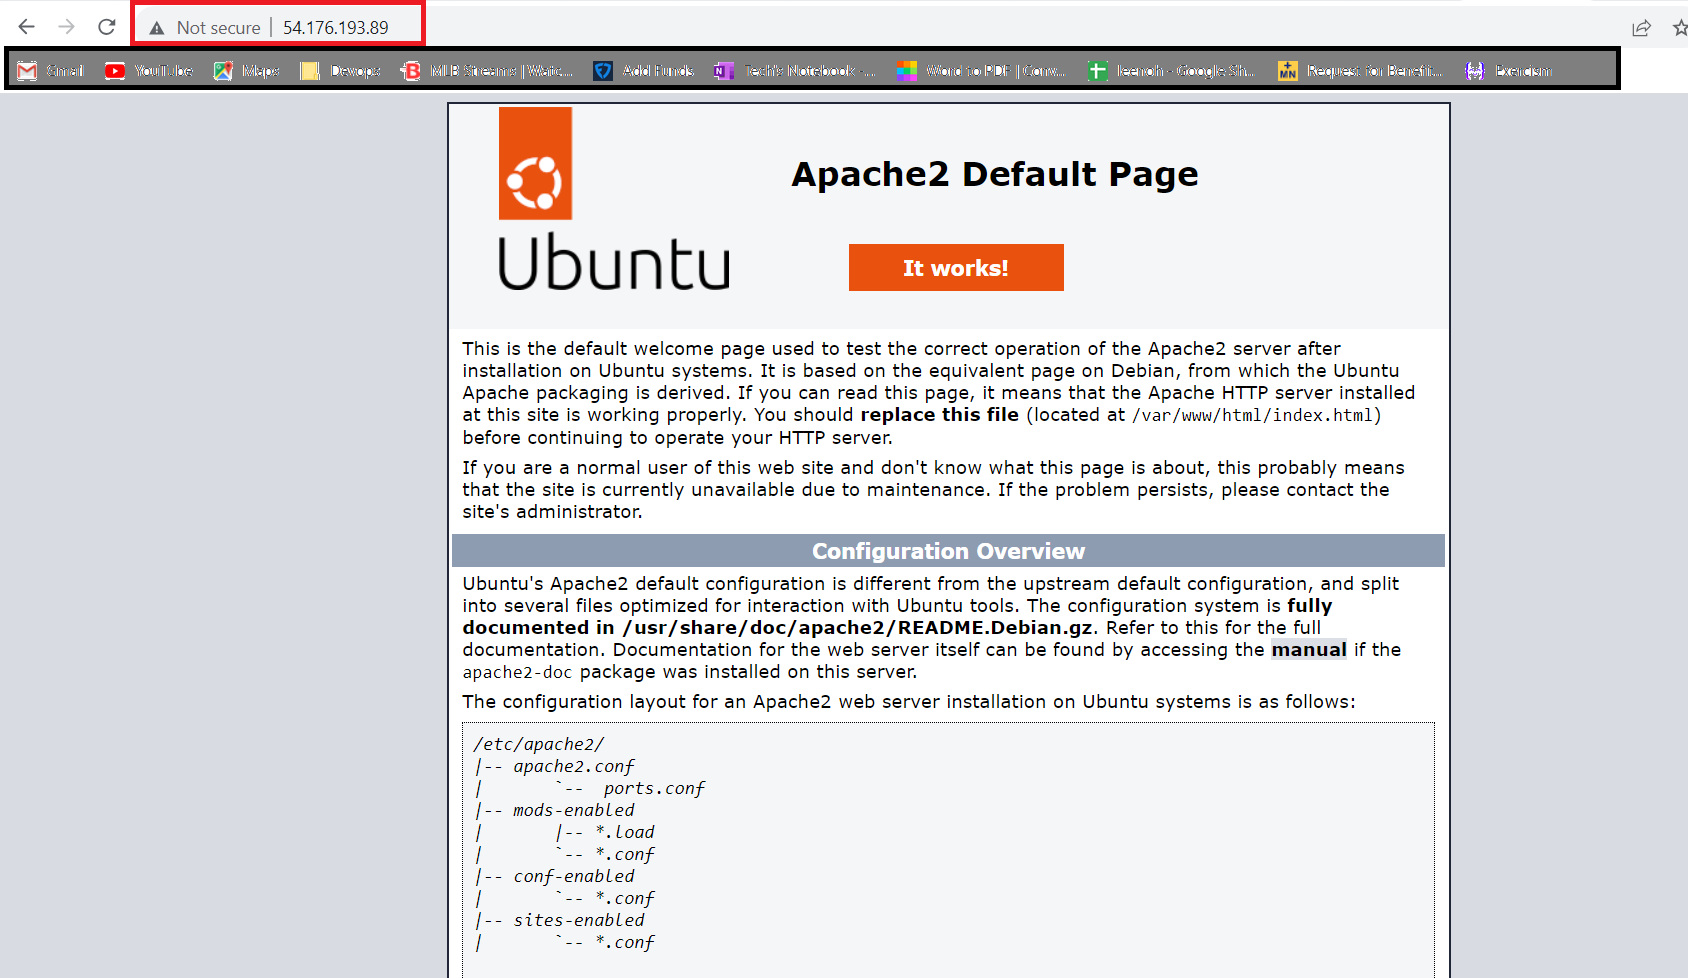 Not secure | 54.176.193.89
Gmail YouTube Maps Devops MLB Streams | Watc... Add Funds Tech's Notebook -... Word to PDF | Conv... leenoh - Google Sh... Request for Benefit... Exercism
Apache2 Default Page
Ubuntu
It works!
This is the default welcome page used to test the correct operation of the Apache2 server after
installation on Ubuntu systems. It is based on the equivalent page on Debian, from which the Ubuntu
Apache packaging is derived. If you can read this page, it means that the Apache HTTP server installed
at this site is working properly. You should replace this file (located at /var/www/html/index.html)
before continuing to operate your HTTP server.
If you are a normal user of this web site and don't know what this page is about, this probably means
that the site is currently unavailable due to maintenance. If the problem persists, please contact the
site's administrator.
Configuration Overview
Ubuntu's Apache2 default configuration is different from the upstream default configuration, and split
into several files optimized for interaction with Ubuntu tools. The configuration system is fully
documented in /usr/share/doc/apache2/README.Debian.gz. Refer to this for the full
documentation. Documentation for the web server itself can be found by accessing the manual if the
apache2-doc package was installed on this server.
The configuration layout for an Apache2 web server installation on Ubuntu systems is as follows:
/etc/apache2/
|-- apache2.conf
|       `--  ports.conf
|-- mods-enabled
|       |-- *.load
|       `-- *.conf
|-- conf-enabled
|       `-- *.conf
|-- sites-enabled
|       `-- *.conf